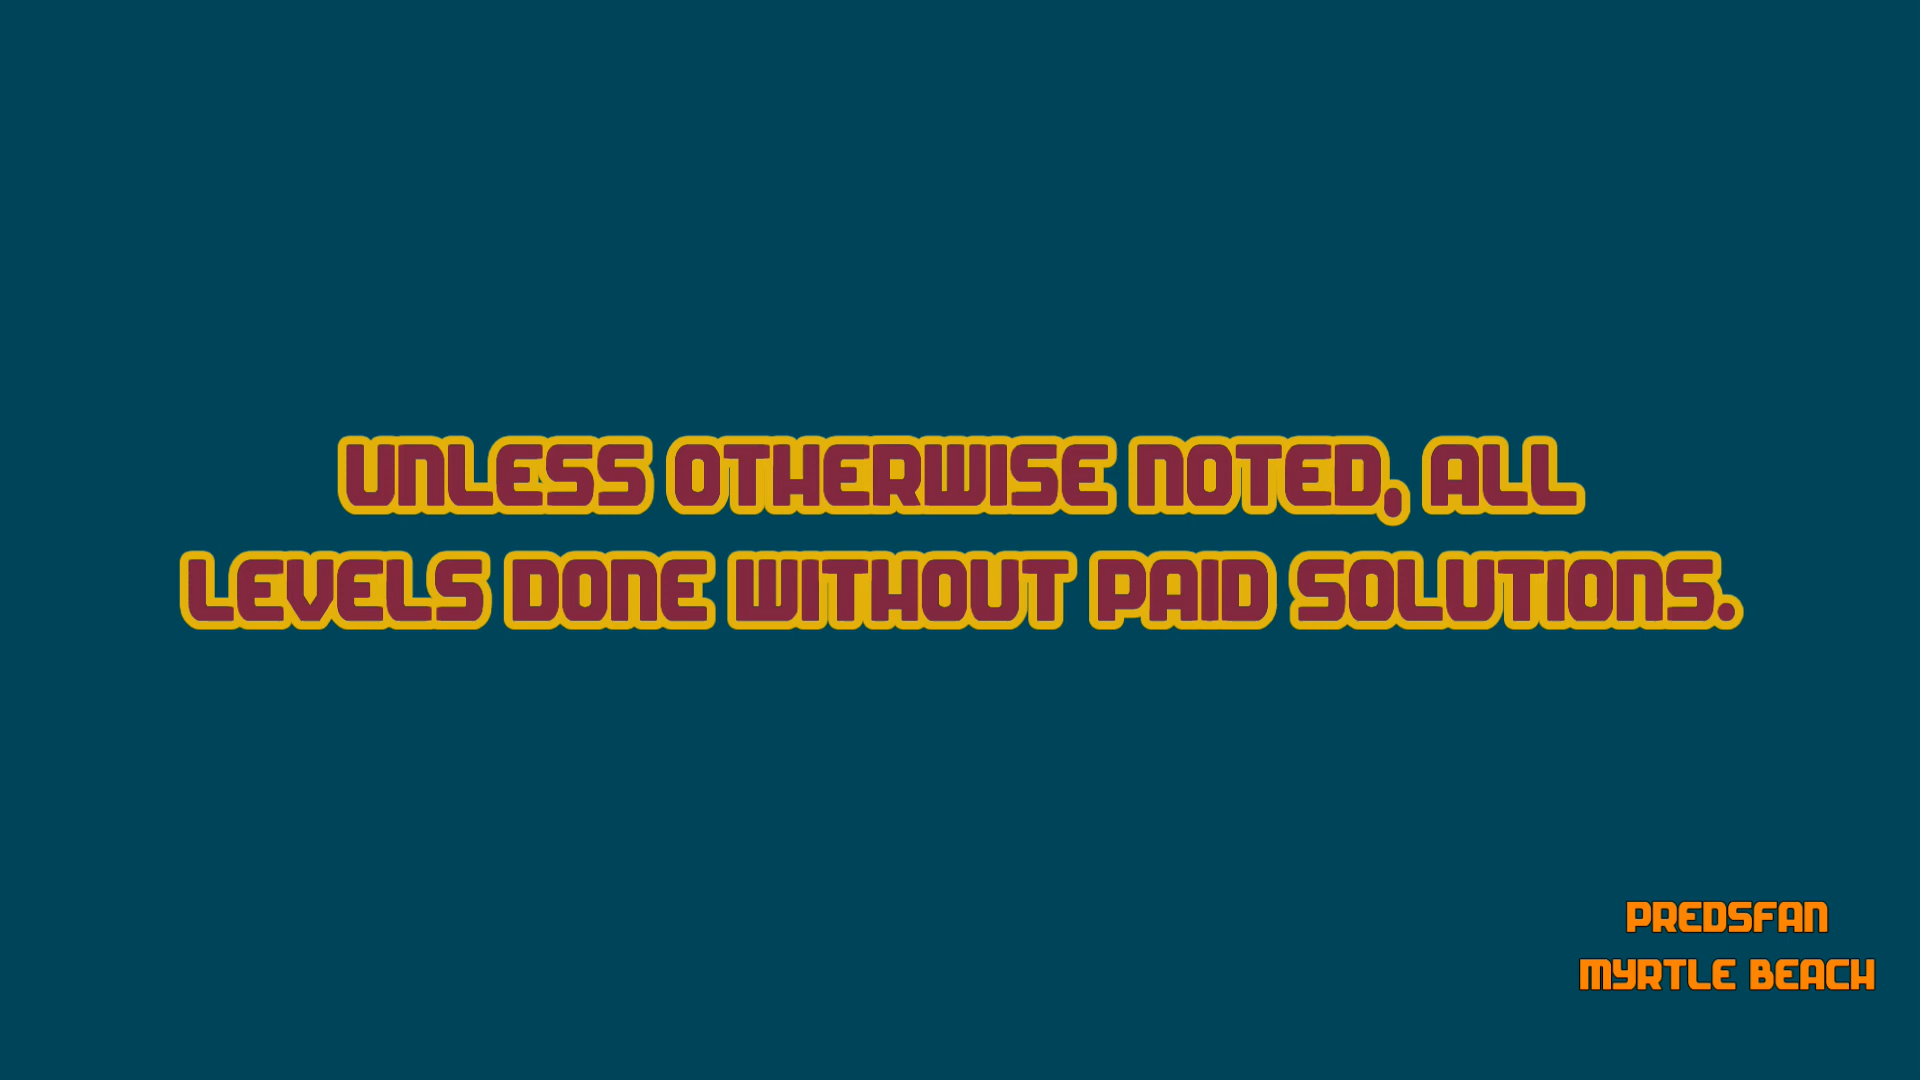 UNLESS OTHERWISE NOTED, ALL
LEVELS DONE WITHOUT PAID SOLUTIONS.
PREDSFAN
MYRTLE BEACH